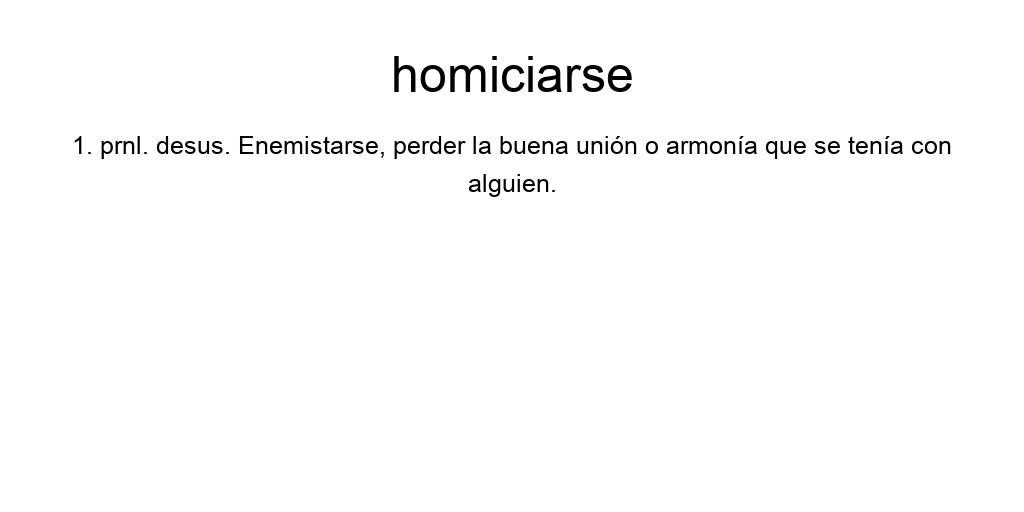 homiciarse
1. prnl. desus. Enemistarse, perder la buena unión o armonía que se tenía con
alguien.